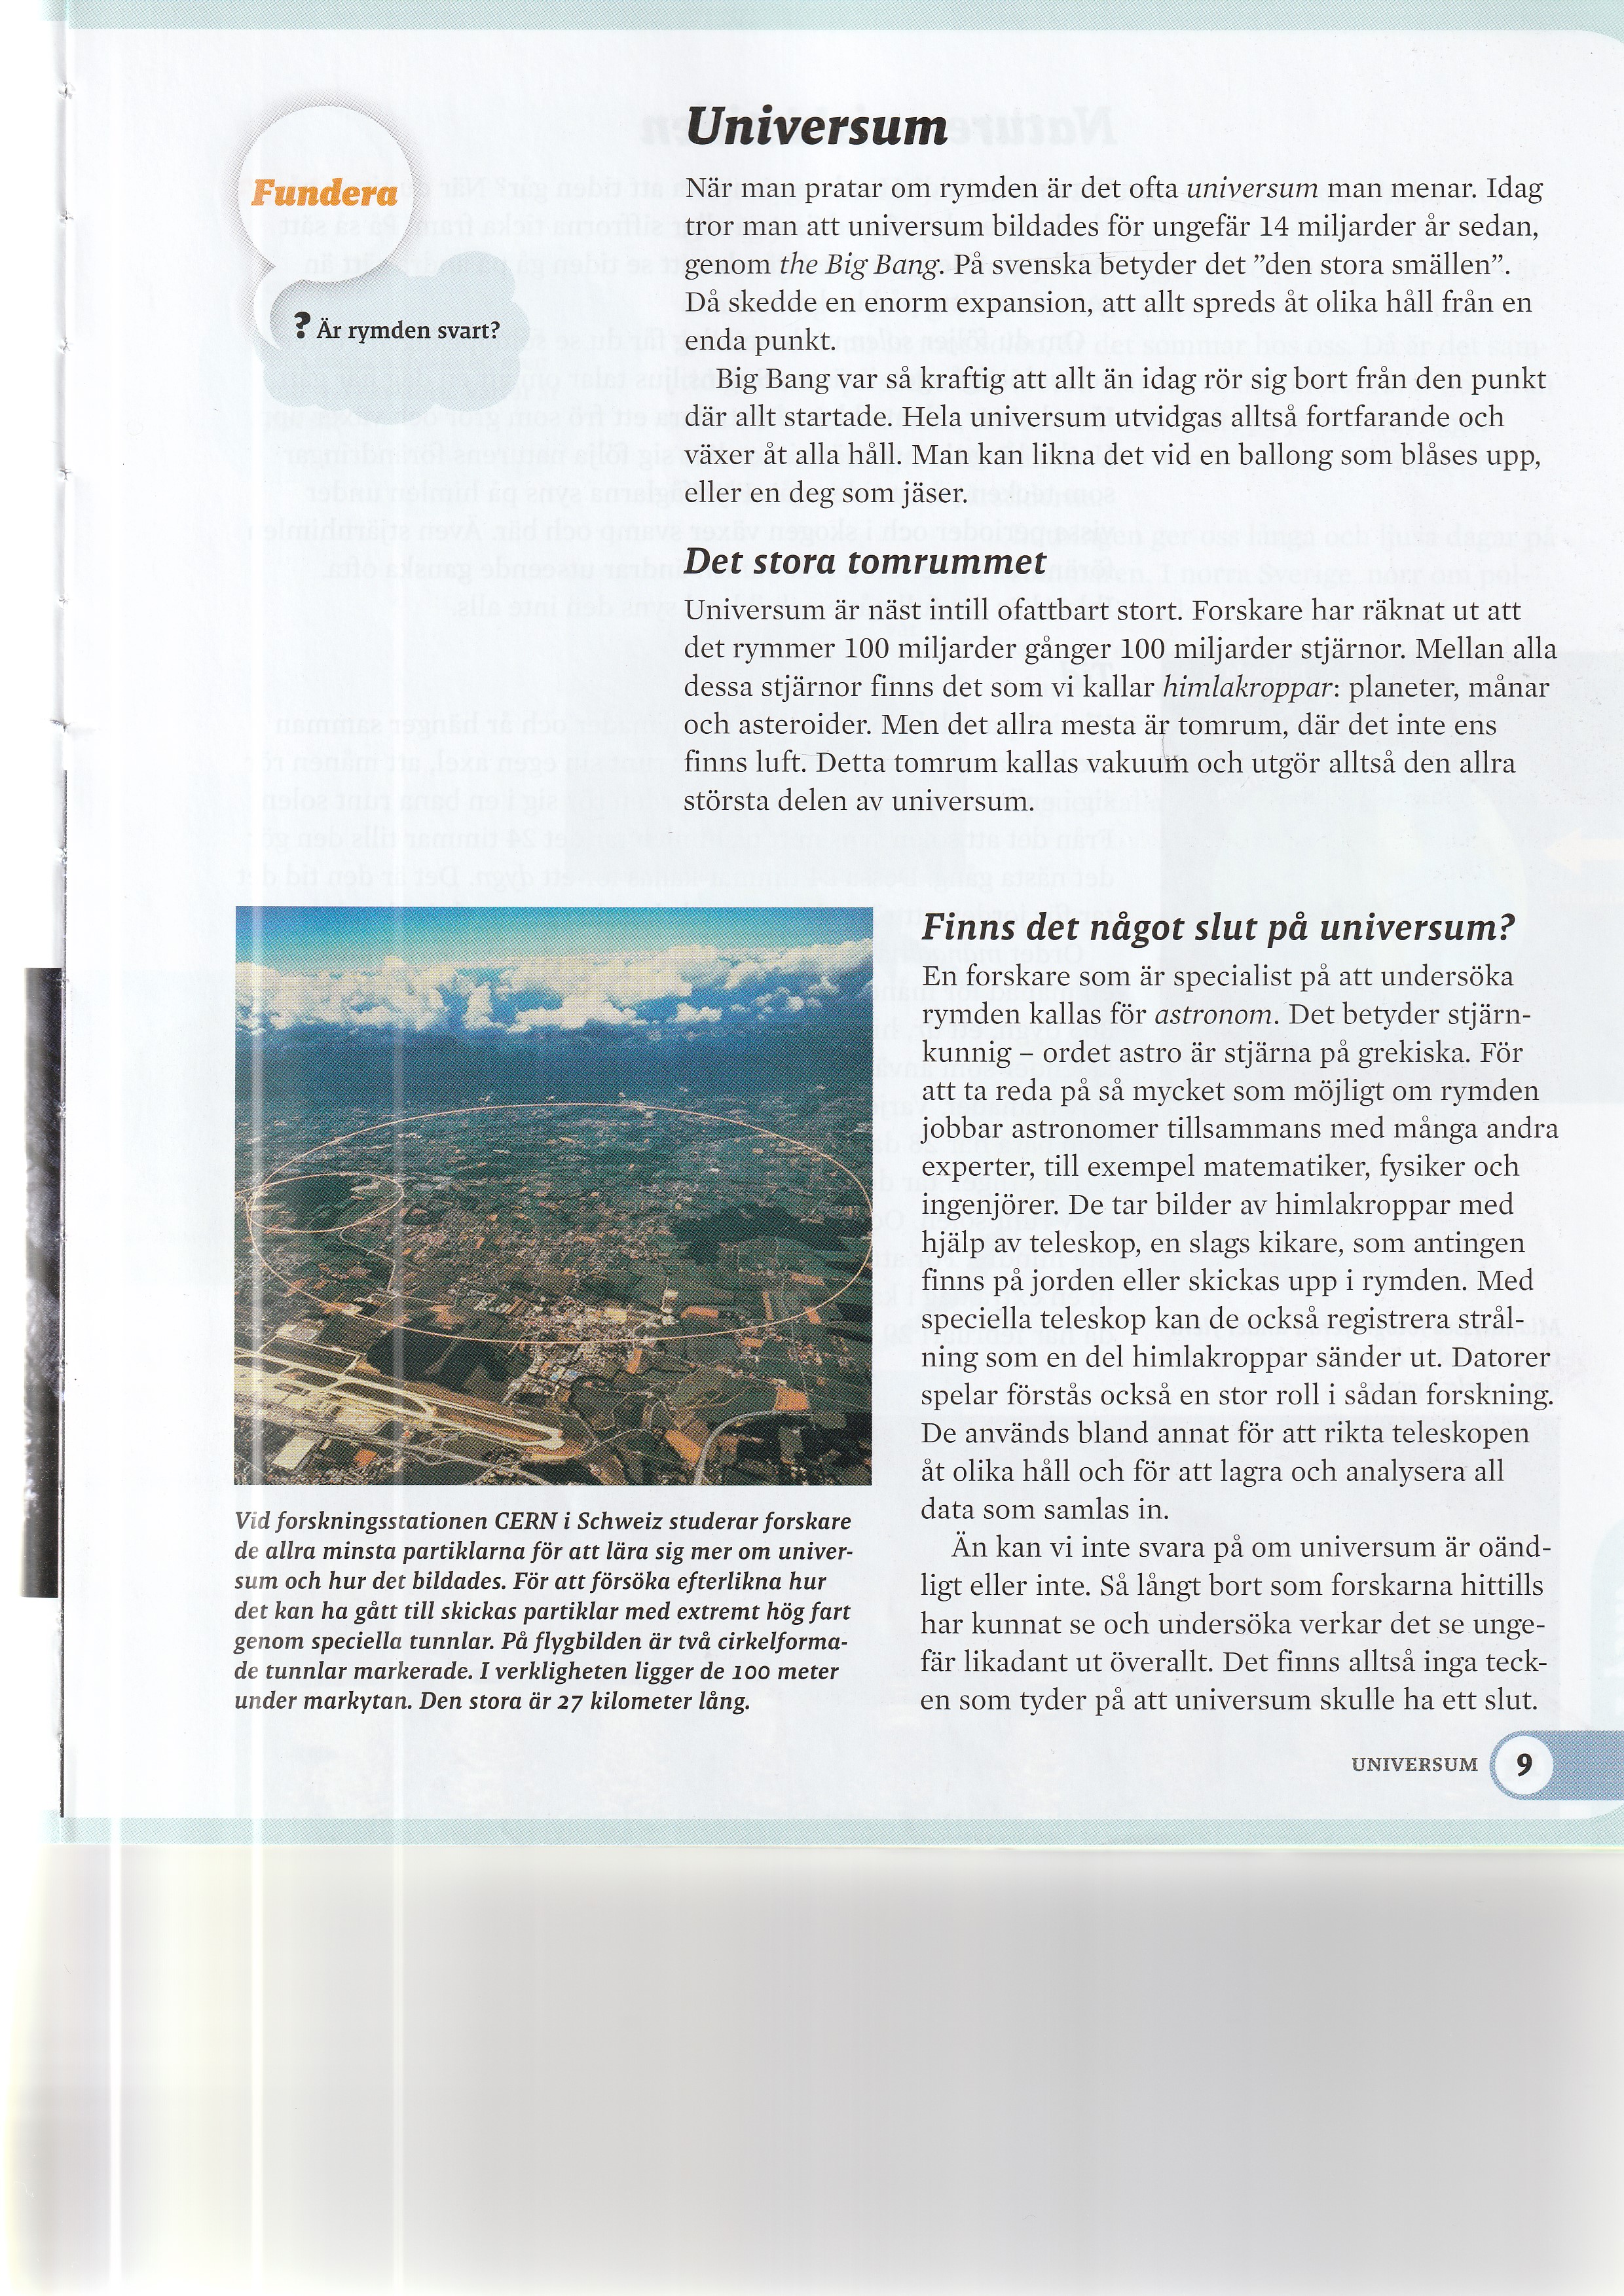 Fundera
? Är rymden svart?
Universum
När man pratar om rymden är det ofta universum man menar. Idag
tror man att universum bildades för ungefär 14 miljarder år sedan,
genom the Big Bang. På svenska betyder det ”den stora smällen”.
Då skedde en enorm expansion, att allt spreds åt olika håll från en
enda punkt.
Big Bang var så kraftig att allt än idag rör sig bort från den punkt
där allt startade. Hela universum utvidgas alltså fortfarande och
växer åt alla håll. Man kan likna det vid en ballong som blåses upp,
eller en deg som jäser.
Det stora tomrummet
Universum är näst intill ofattbart stort. Forskare har räknat ut att
det rymmer 100 miljarder gånger 100 miljarder stjärnor. Mellan alla
dessa stjärnor finns det som vi kallar himlakroppar: planeter, månar
och asteroider. Men det allra mesta är tomrum, där det inte ens
finns luft. Detta tomrum kallas vakuum och utgör alltså den allra
största delen av universum.
Vid forskningsstationen CERN i Schweiz studerar forskare
de allra minsta partiklarna för att lära sig mer om univer-
sum och hur det bildades. För att försöka efterlikna hur
det kan ha gått till skickas partiklar med extremt hög fart
genom speciella tunnlar. På flygbilden är två cirkelforma-
de tunnlar markerade. I verkligheten ligger de 100 meter
under markytan. Den stora är 27 kilometer lång.
Finns det något slut på universum?
En forskare som är specialist på att undersöka
rymden kallas för astronom. Det betyder stjärn-
kunnig – ordet astro är stjärna på grekiska. För
att ta reda på så mycket som möjligt om rymden
jobbar astronomer tillsammans med många andra
experter, till exempel matematiker, fysiker och
ingenjörer. De tar bilder av himlakroppar med
hjälp av teleskop, en slags kikare, som antingen
finns på jorden eller skickas upp i rymden. Med
speciella teleskop kan de också registrera strål-
ning som en del himlakroppar sänder ut. Datorer
spelar förstås också en stor roll i sådan forskning.
De används bland annat för att rikta teleskopen
åt olika håll och för att lagra och analysera all
data som samlas in.
Än kan vi inte svara på om universum är oänd-
ligt eller inte. Så långt bort som forskarna hittills
har kunnat se och undersöka verkar det se unge-
fär likadant ut överallt. Det finns alltså inga teck-
en som tyder på att universum skulle ha ett slut.
UNIVERSUM 9